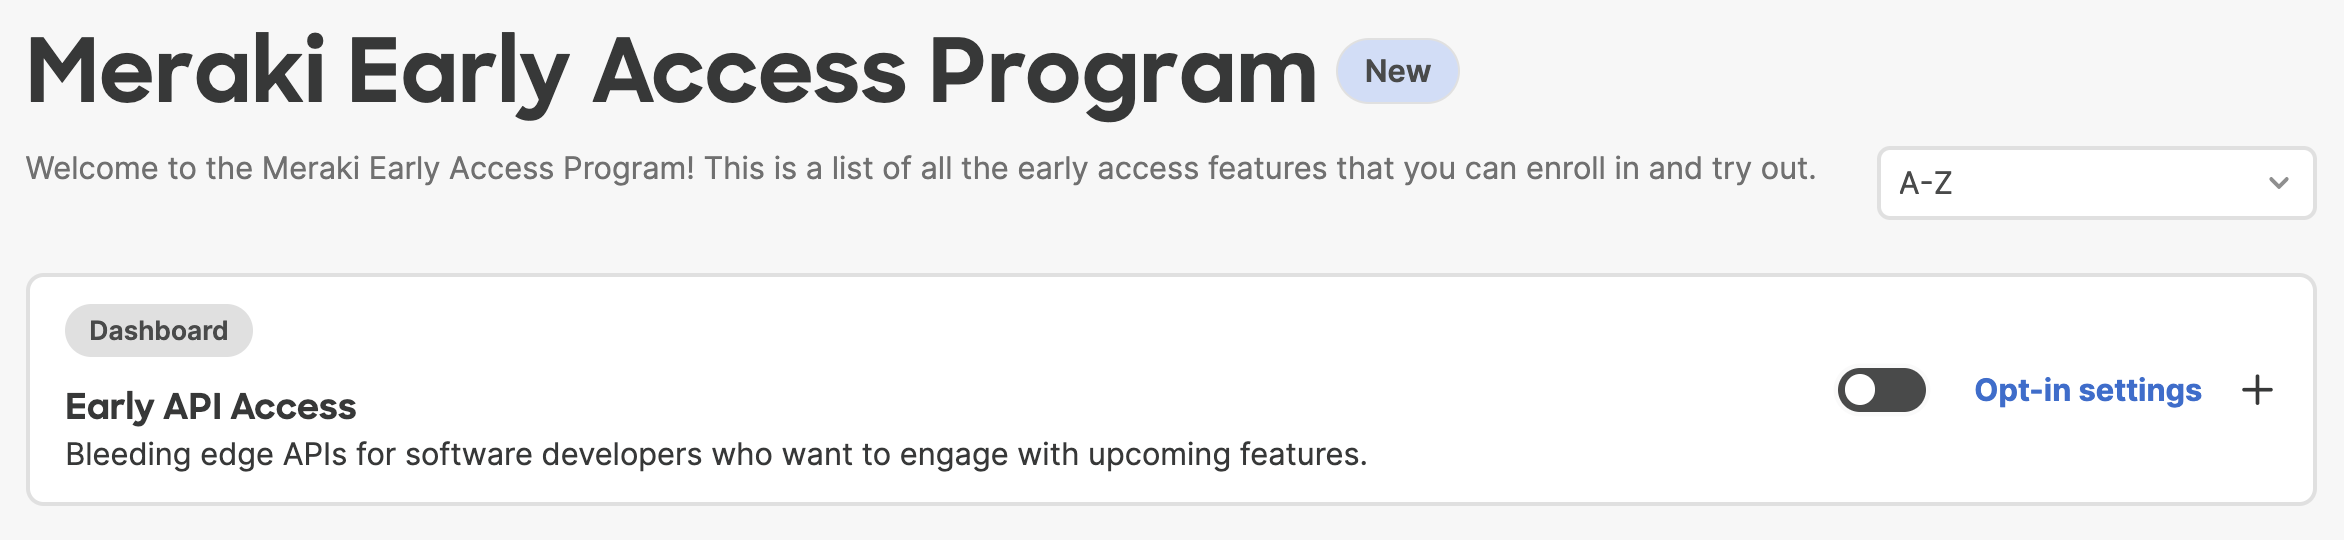 Meraki Early Access Program New
Welcome to the Meraki Early Access Program! This is a list of all the early access features that you can enroll in and try out.
A-Z
Dashboard
Early API Access
Bleeding edge APIs for software developers who want to engage with upcoming features.
Opt-in settings